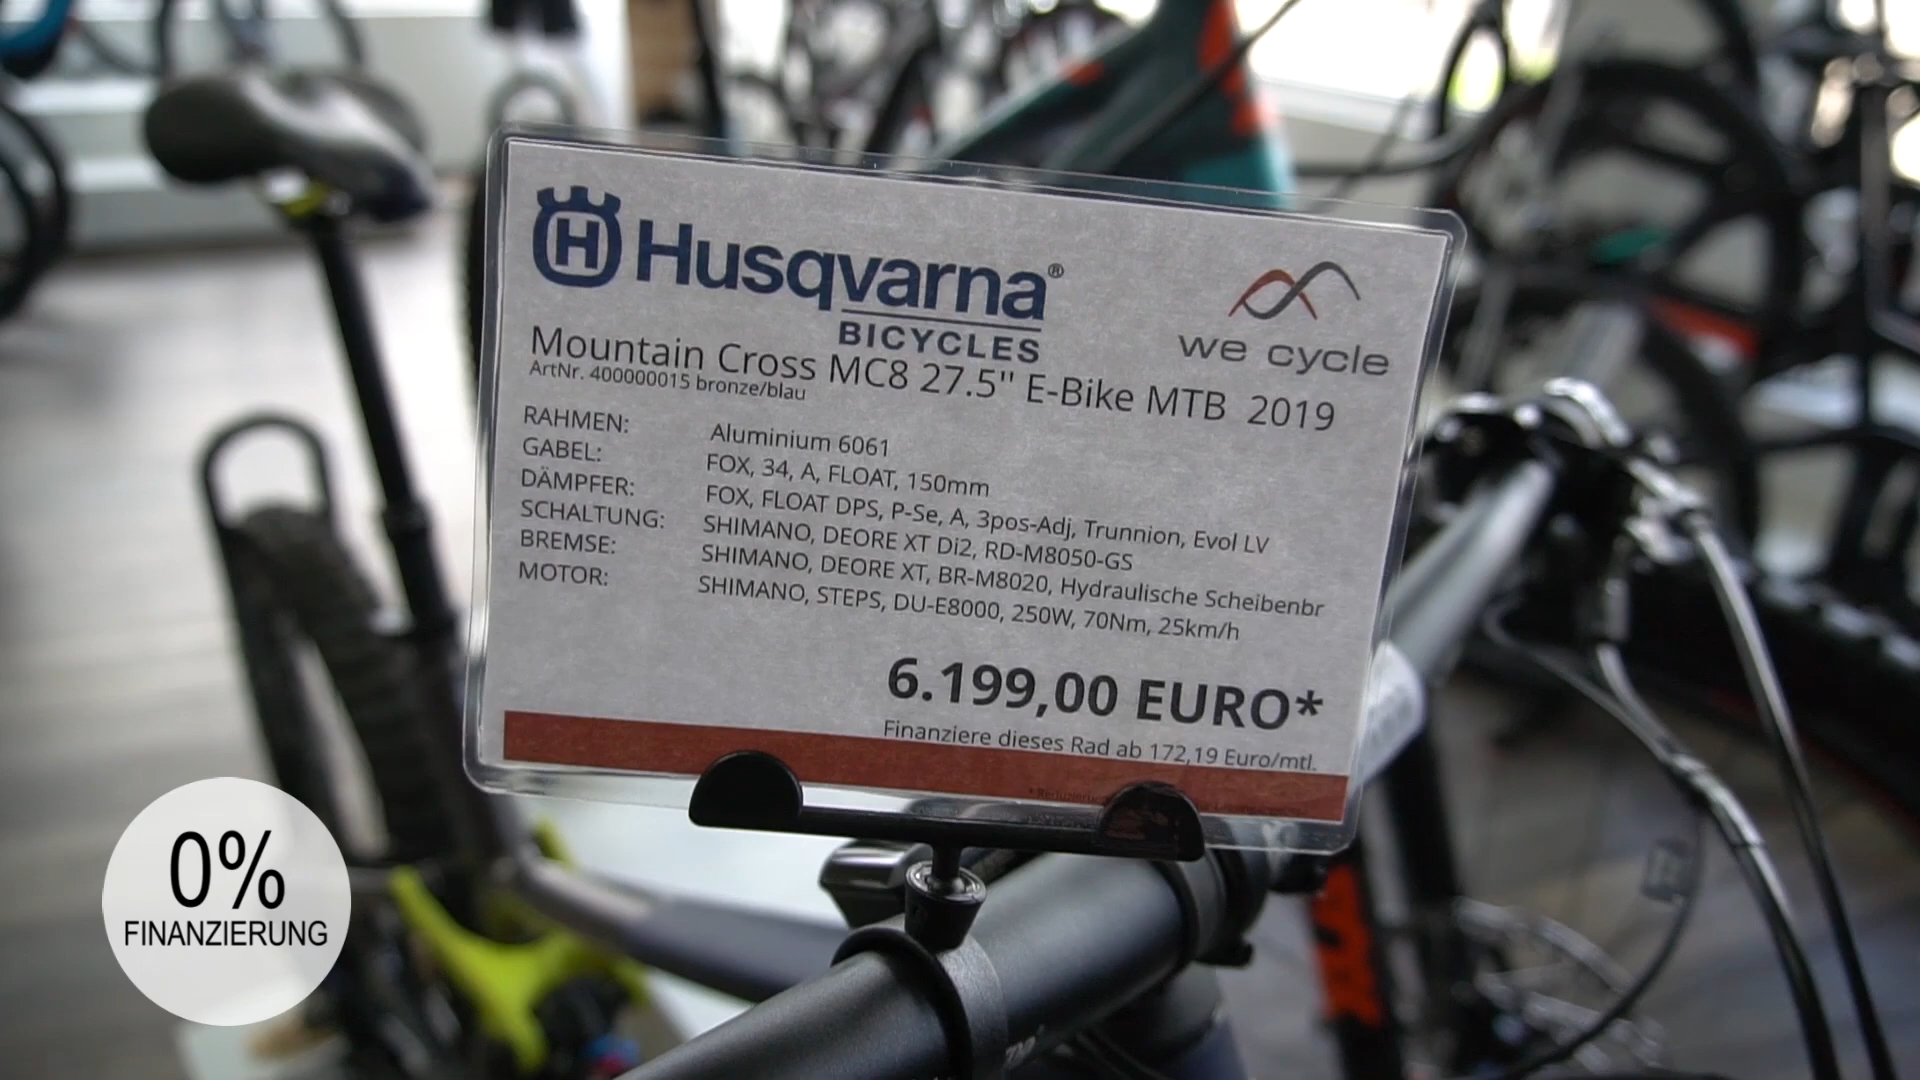 Husqvarna®
BICYCLES
we cycle
Mountain Cross MC8 27.5" E-Bike MTB 2019
ArtNr. 400000015 bronze/blau
RAHMEN: Aluminium 6061
GABEL: FOX, 34, A, FLOAT, 150mm
DÄMPFER: FOX, FLOAT DPS, P-Se, A, 3pos-Adj, Trunnion, Evol LV
SCHALTUNG: SHIMANO, DEORE XT Di2, RD-M8050-GS
BREMSE: SHIMANO, DEORE XT, BR-M8020, Hydraulische Scheibenbr
MOTOR: SHIMANO, STEPS, DU-E8000, 250W, 70Nm, 25km/h
6.199,00 EURO*
Finanziere dieses Rad ab 172,19 Euro/mtl.
0%
FINANZIERUNG